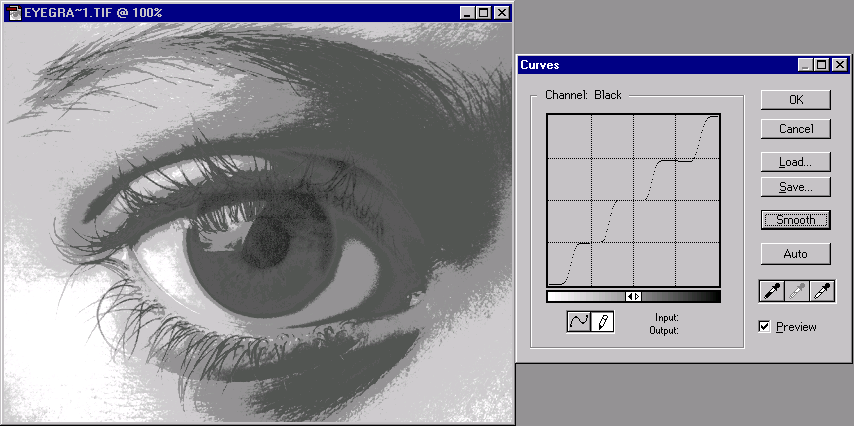 EYEGRA~1.TIF @ 100%
Curves
Channel: Black
OK
Cancel
Load...
Save...
Smooth
Auto
Input:
Output:
Preview